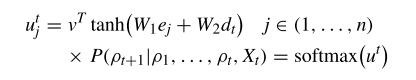 u_j^t = v^T tanh(W_1 e_j + W_2 d_t)   j ∈ (1, . . . , n)
× P(ρ_{t+1}|ρ_1, . . . , ρ_t, X_t) = softmax(u^t)